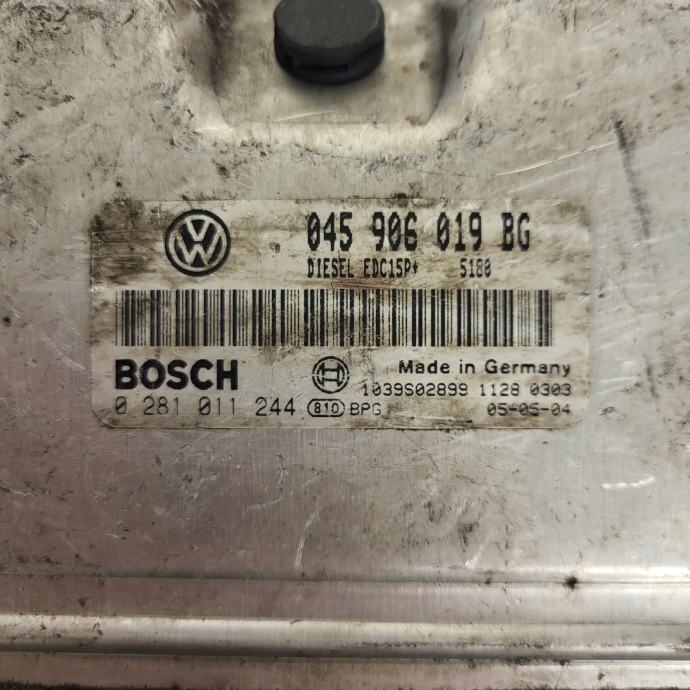 045 906 019 BG
DIESEL EDC15P+ 5180
BOSCH
Made in Germany
1039S02899 1128 0303
0 281 011 244 810 BPG 05-05-04